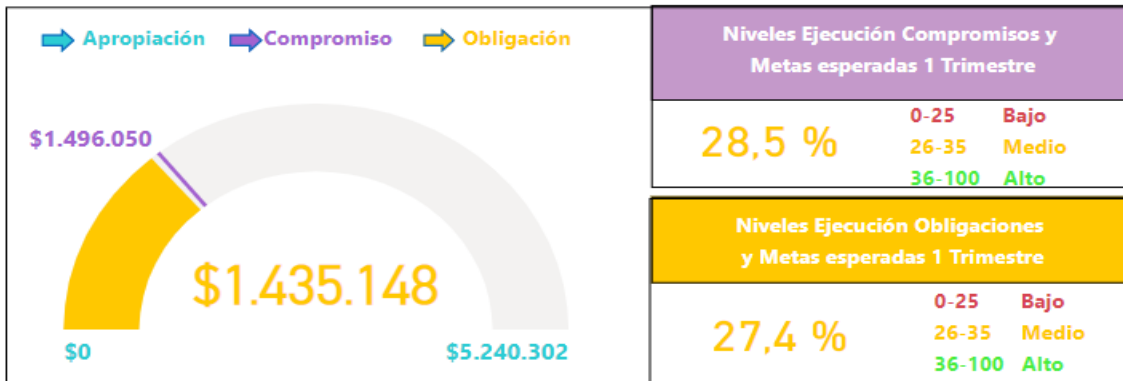 Apropiación Compromiso Obligación
$1.496.050
$1.435.148
$0 $5.240.302
Niveles Ejecución Compromisos y
Metas esperadas 1 Trimestre
28,5 %
0-25 Bajo
26-35 Medio
36-100 Alto
Niveles Ejecución Obligaciones
y Metas esperadas 1 Trimestre
27,4 %
0-25 Bajo
26-35 Medio
36-100 Alto